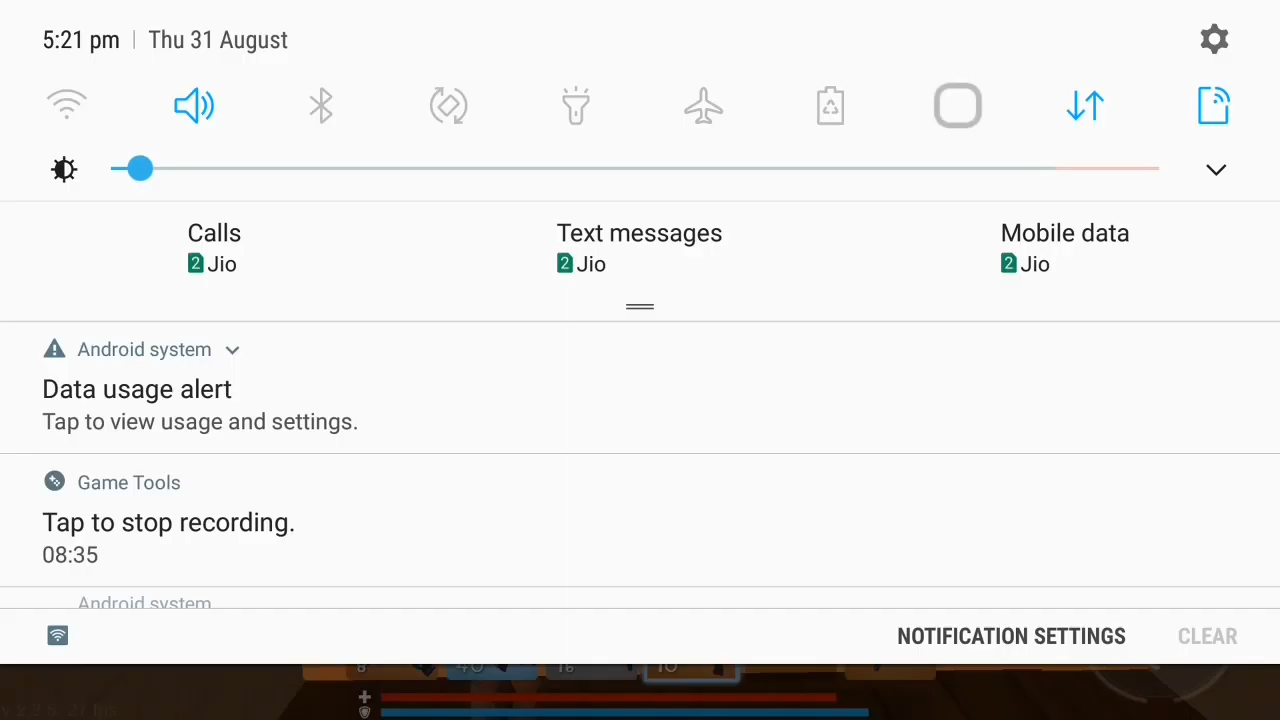 5:21 pm | Thu 31 August
Calls
2 Jio
Text messages
2 Jio
Mobile data
2 Jio
Android system
Data usage alert
Tap to view usage and settings.
Game Tools
Tap to stop recording.
08:35
Android system
NOTIFICATION SETTINGS
CLEAR